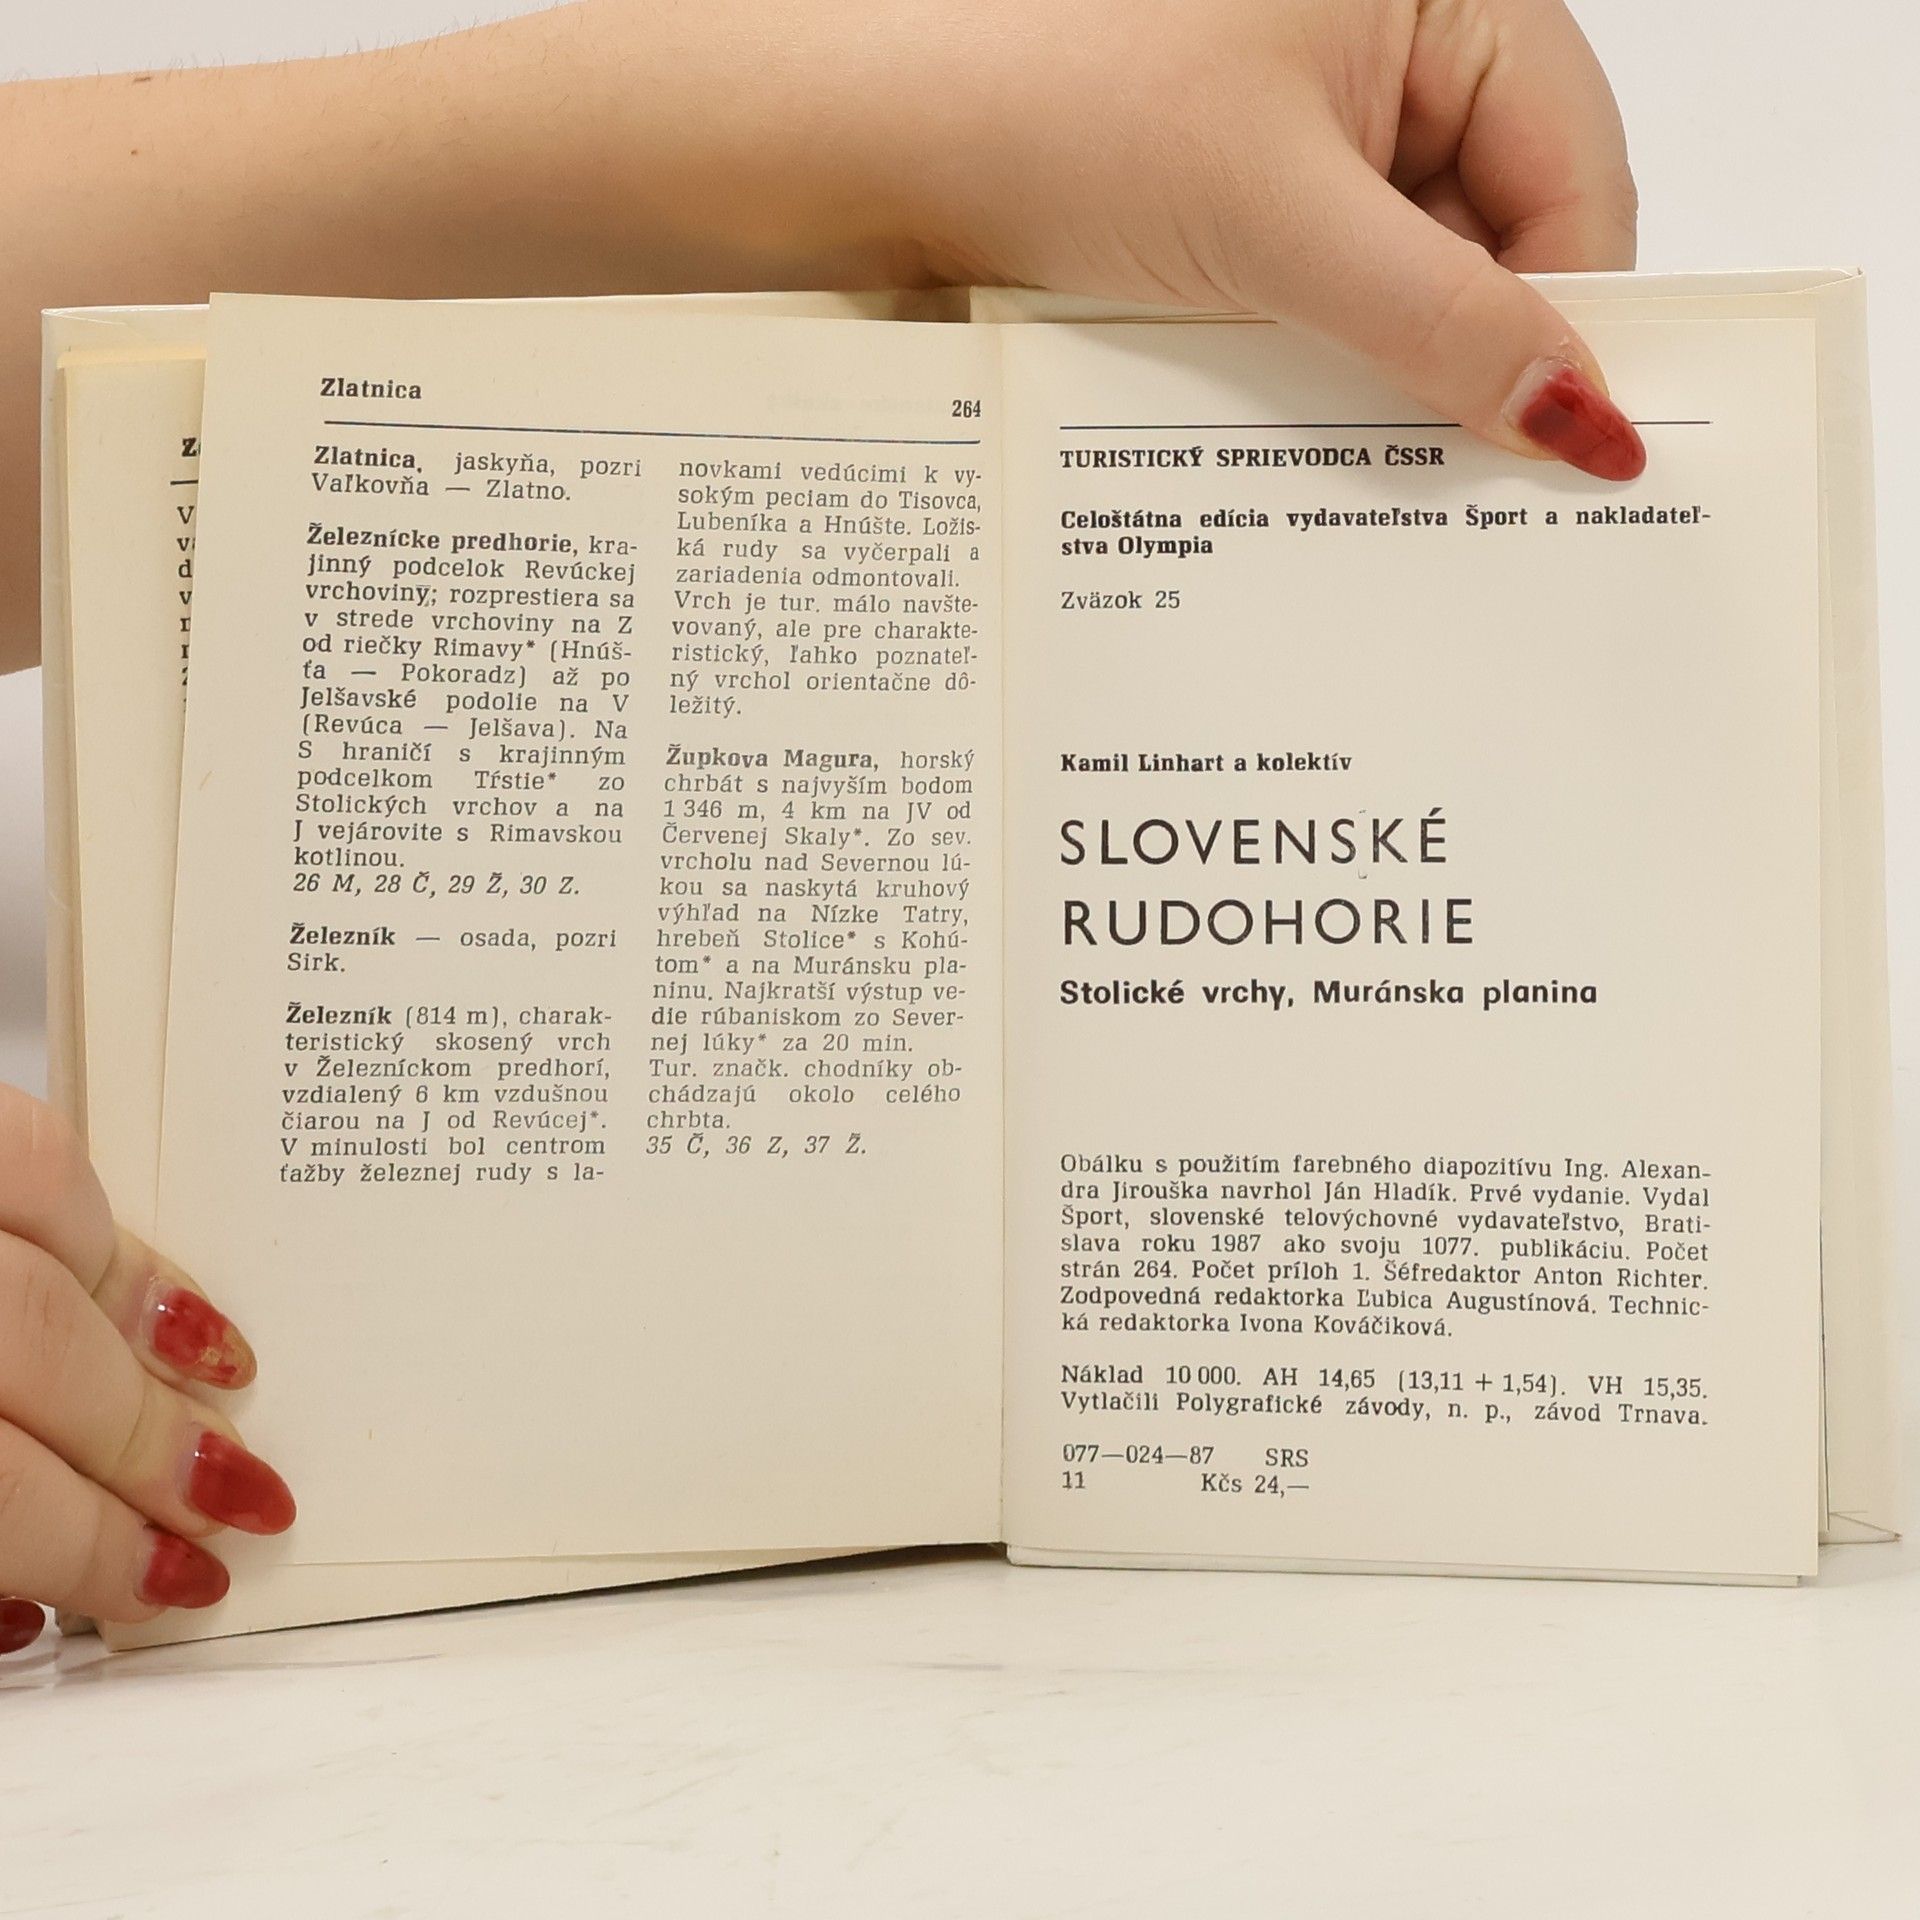 Zlatnica
264
Zlatnica, jaskyňa, pozri
Vaľkovňa — Zlatno.
Železnícke predhorie, kra-
jinný podcelok Revúckej
vrchoviny; rozprestiera sa
v strede vrchoviny na Z
od riečky Rimavy* (Hnúš-
ťa — Pokoradz) až po
Jelšavské podolie na V
(Revúca — Jelšava). Na
S hraničí s krajinným
podcelkom Tŕstie* zo
Stolických vrchov a na
J vejárovite s Rimavskou
kotlinou.
26 M, 28 Č, 29 Ž, 30 Z.
Železník — osada, pozri
Sirk.
Železník (814 m), charak-
teristický skosený vrch
v Železníckom predhorí,
vzdialený 6 km vzdušnou
čiarou na J od Revúcej*.
V minulosti bol centrom
ťažby železnej rudy s la-
novkami vedúcimi k vy-
sokým peciam do Tisovca,
Lubeníka a Hnúšte. Ložis-
ká rudy sa vyčerpali a
zariadenia odmontovali.
Vrch je tur. málo navšte-
vovaný, ale pre charakte-
ristický, ľahko poznateľ-
ný vrchol orientačne dô-
ležitý.
Župkova Magura, horský
chrbát s najvyším bodom
1 346 m, 4 km na JV od
Červenej Skaly*. Zo sev.
vrcholu nad Severnou lú-
kou sa naskytá kruhový
výhľad na Nízke Tatry,
hrebeň Stolice* s Kohú-
tom* a na Muránsku pla-
ninu. Najkratší výstup ve-
die rúbaniskom zo Sever-
nej lúky* za 20 min.
Tur. značk. chodníky ob-
chádzajú okolo celého
chrbta.
35 Č, 36 Z, 37 Ž.
TURISTICKÝ SPRIEVODCA ČSSR
Celoštátna edícia vydavateľstva Šport a nakladateľ-
stva Olympia
Zväzok 25
Kamil Linhart a kolektív
SLOVENSKÉ
RUDOHORIE
Stolické vrchy, Muránska planina
Obálku s použitím farebného diapozitívu Ing. Alexan-
dra Jirouška navrhol Ján Hladík. Prvé vydanie. Vydal
Šport, slovenské telovýchovné vydavateľstvo, Brati-
slava roku 1987 ako svoju 1077. publikáciu. Počet
strán 264. Počet príloh 1. Šéfredaktor Anton Richter.
Zodpovedná redaktorka Ľubica Augustínová. Technic-
ká redaktorka Ivona Kováčiková.
Náklad 10 000. AH 14,65 (13,11 + 1,54). VH 15,35.
Vytlačili Polygrafické závody, n. p., závod Trnava.
077—024—87 SRS
11 Kčs 24,—